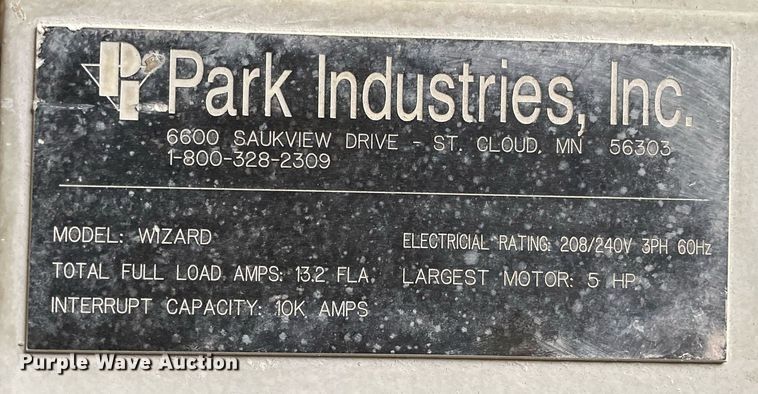 PI Park Industries, Inc.
6600 SAUKVIEW DRIVE - ST. CLOUD, MN 56303
1-800-328-2309
MODEL: WIZARD
ELECTRICIAL RATING: 208/240V 3PH 60Hz
TOTAL FULL LOAD AMPS: 13.2 FLA
LARGEST MOTOR: 5 HP
INTERRUPT CAPACITY: 10K AMPS
Purple Wave Auction